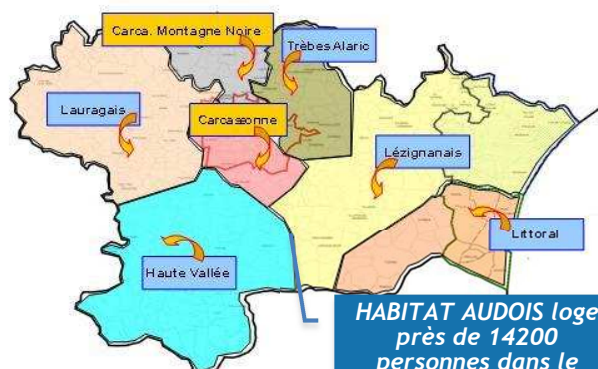 Carca. Montagne Noire
Trèbes Alaric
Lauragais
Carcassonne
Lézignanais
Littoral
Haute Vallée
HABITAT AUDOIS loge
près de 14200
personnes dans le